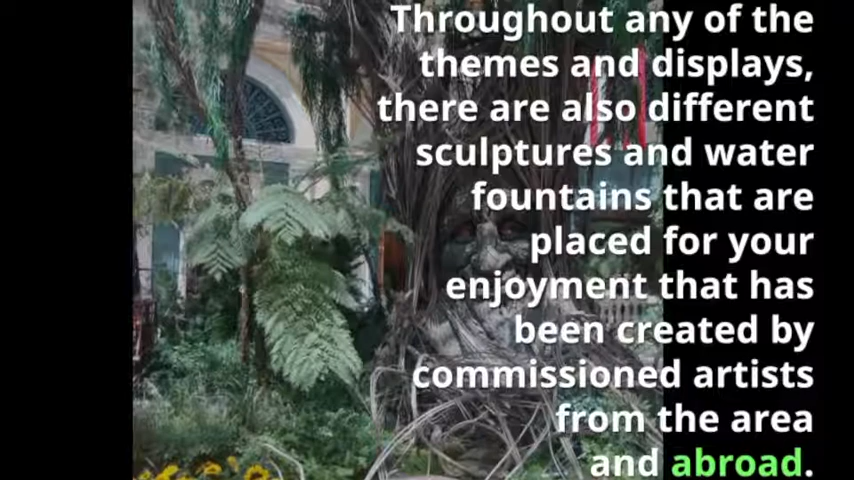 Throughout any of the
themes and displays,
there are also different
sculptures and water
fountains that are
placed for your
enjoyment that has
been created by
commissioned artists
from the area
and abroad.